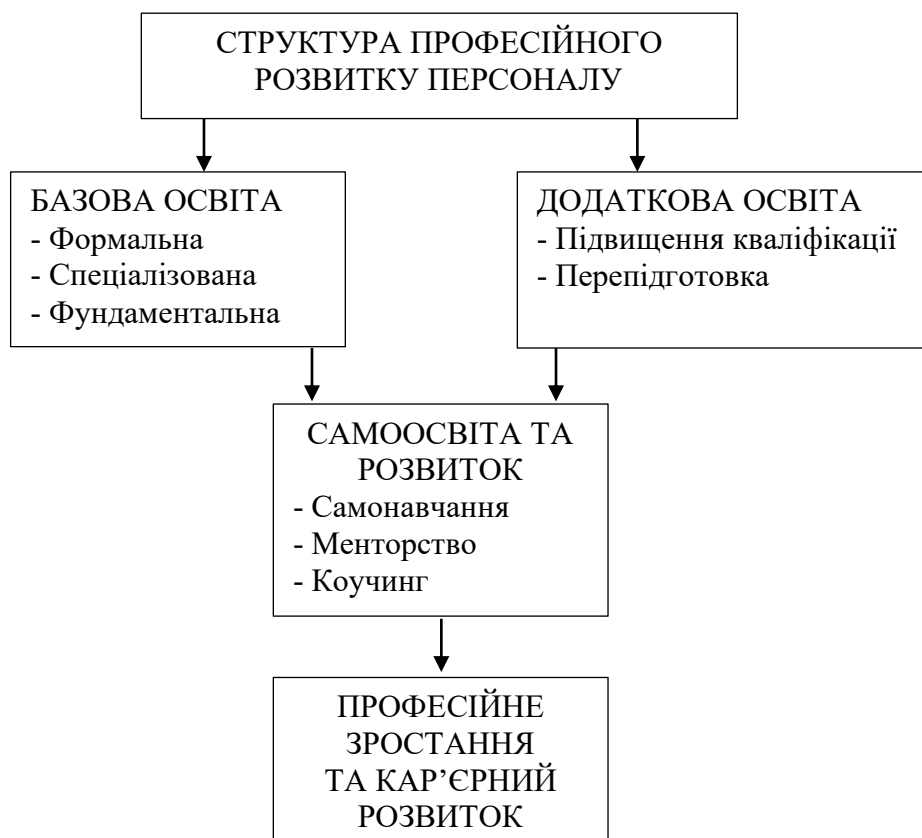 СТРУКТУРА ПРОФЕСІЙНОГО
РОЗВИТКУ ПЕРСОНАЛУ
БАЗОВА ОСВІТА
- Формальна
- Спеціалізована
- Фундаментальна
ДОДАТКОВА ОСВІТА
- Підвищення кваліфікації
- Перепідготовка
САМООСВІТА ТА
РОЗВИТОК
- Самонавчання
- Менторство
- Коучинг
ПРОФЕСІЙНЕ
ЗРОСТАННЯ
ТА КАР’ЄРНИЙ
РОЗВИТОК